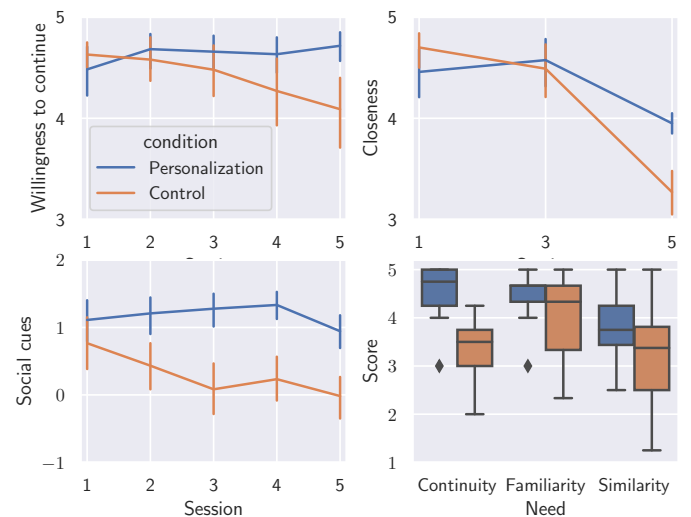 Willingness to continue
5
4
3
condition
Personalization
Control
1 2 3 4 5
Closeness
5
4
3
1 3 5
Social cues
2
1
0
−1
1 2 3 4 5
Session
Score
5
4
3
2
1
Continuity Familiarity Similarity
Need